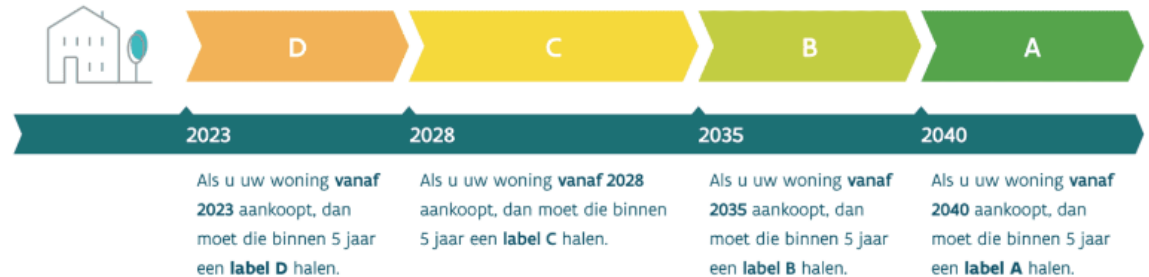 D
C
B
A
2023
2028
2035
2040
Als u uw woning vanaf
2023 aankoopt, dan
moet die binnen 5 jaar
een label D halen.
Als u uw woning vanaf 2028
aankoopt, dan moet die binnen
5 jaar een label C halen.
Als u uw woning vanaf
2035 aankoopt, dan
moet die binnen 5 jaar
een label B halen.
Als u uw woning vanaf
2040 aankoopt, dan
moet die binnen 5 jaar
een label A halen.